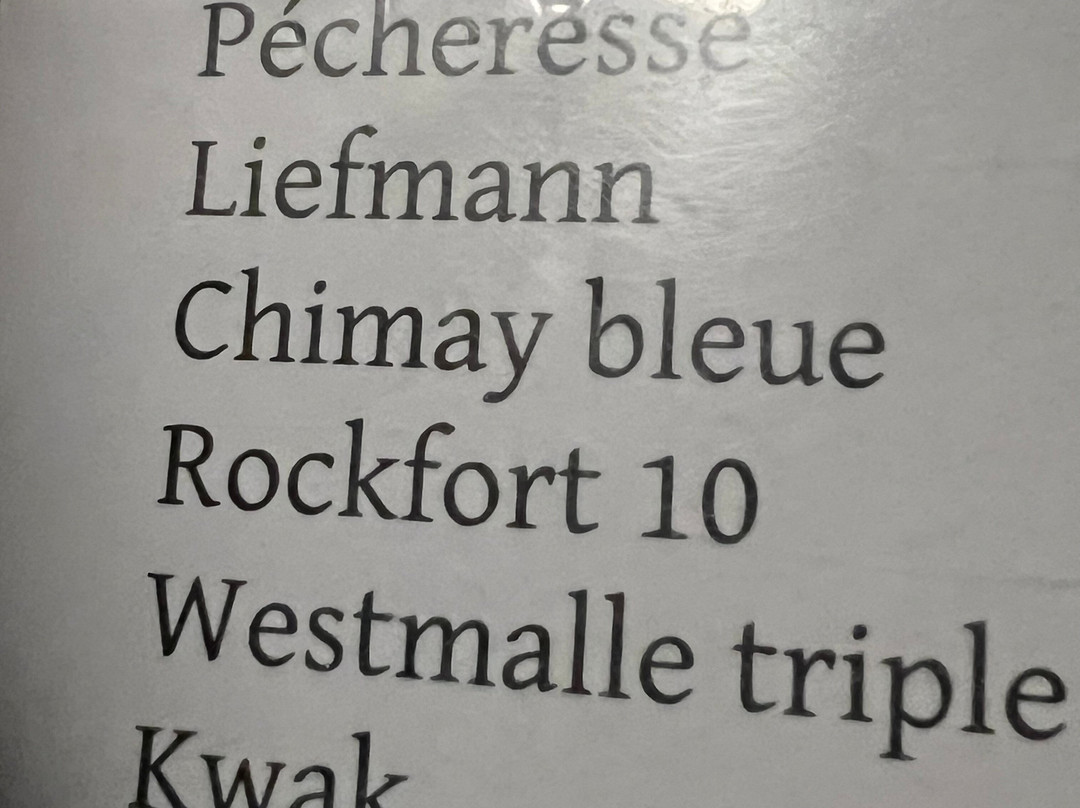 Pécheresse
Liefmann
Chimay bleue
Rockfort 10
Westmalle triple
Kwak